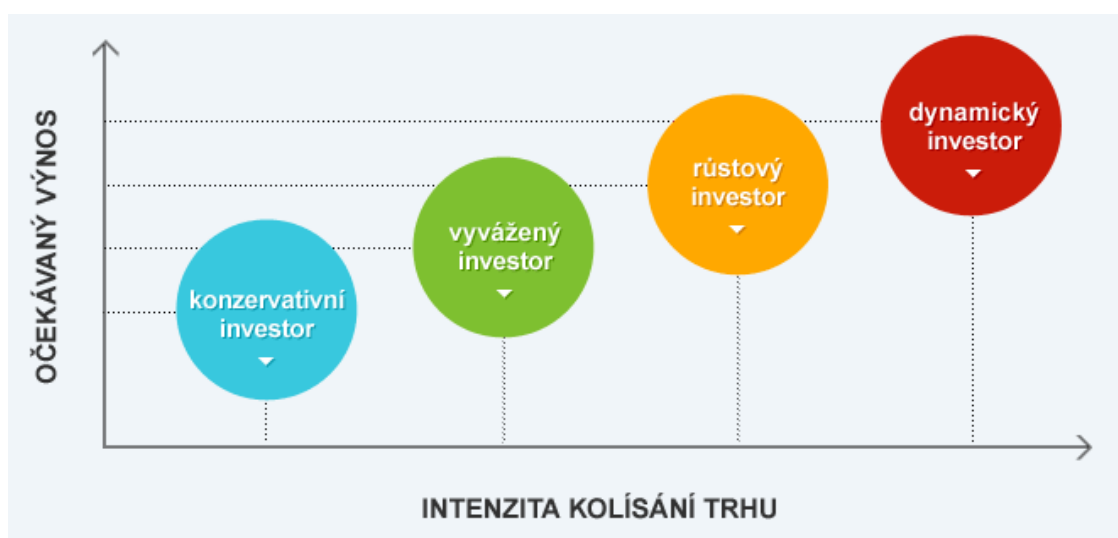 OČEKÁVANÝ VÝNOS
dynamický
investor
růstový
investor
vyvážený
investor
konzervativní
investor
INTENZITA KOLÍSÁNÍ TRHU